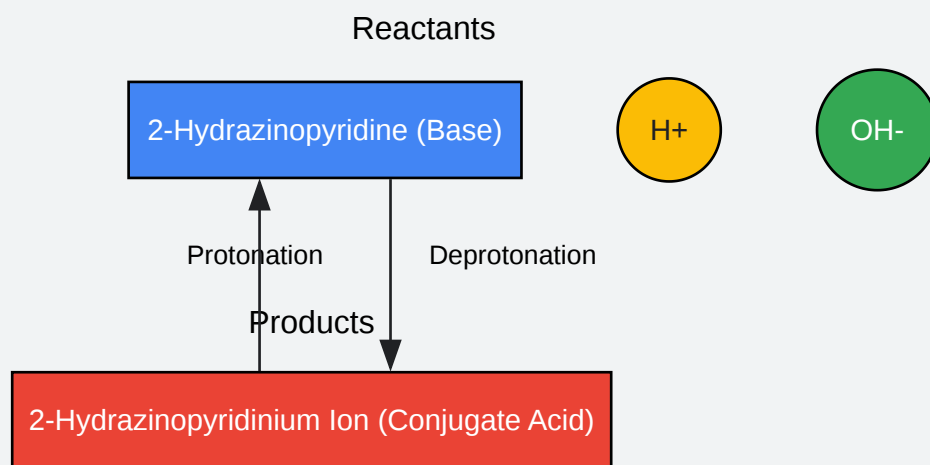 Reactants
2-Hydrazinopyridine (Base)
H+
OH-
Protonation
Deprotonation
Products
2-Hydrazinopyridinium Ion (Conjugate Acid)